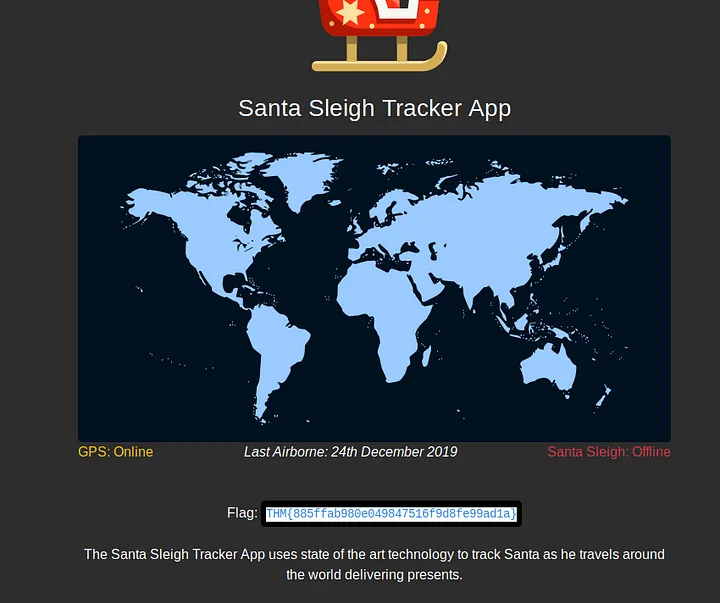 Santa Sleigh Tracker App
GPS: Online
Last Airborne: 24th December 2019
Santa Sleigh: Offline
Flag: THM{885ffab980e049847516f9d8fe99ad1a}
The Santa Sleigh Tracker App uses state of the art technology to track Santa as he travels around
the world delivering presents.